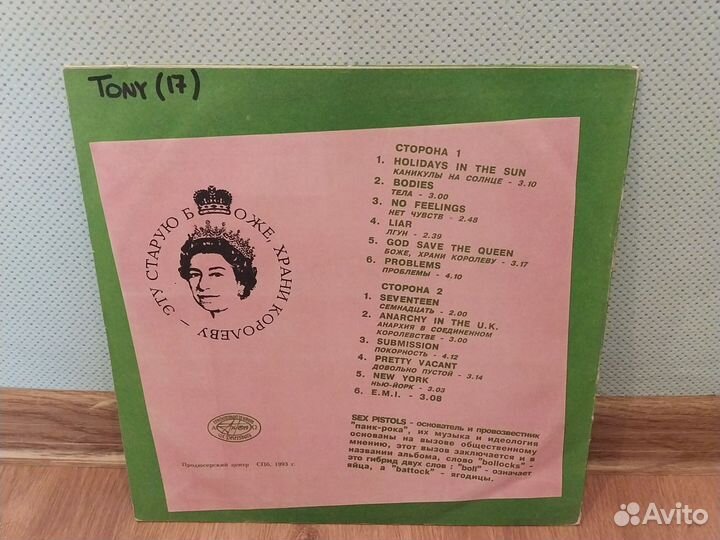 TONY (17)
БОЖЕ, ХРАНИ КОРОЛЕВУ — ЭТУ СТАРУЮ Б
СТОРОНА 1
1. HOLIDAYS IN THE SUN
КАНИКУЛЫ НА СОЛНЦЕ - 3.10
2. BODIES
ТЕЛА - 3.00
3. NO FEELINGS
НЕТ ЧУВСТВ - 2.48
4. LIAR
ЛГУН - 2.39
5. GOD SAVE THE QUEEN
БОЖЕ, ХРАНИ КОРОЛЕВУ - 3.17
6. PROBLEMS
ПРОБЛЕМЫ - 4.10
СТОРОНА 2
1. SEVENTEEN
СЕМНАДЦАТЬ - 2.00
2. ANARCHY IN THE U.K.
АНАРХИЯ В СОЕДИНЕННОМ
КОРОЛЕВСТВЕ - 3.00
3. SUBMISSION
ПОКОРНОСТЬ - 4.12
4. PRETTY VACANT
ДОВОЛЬНО ПУСТОЙ - 3.14
5. NEW YORK
НЬЮ-ЙОРК - 3.03
6. E.M.I. - 3.08
SEX PISTOLS - основатель и провозвестник
"панк-рока", их музыка и идеология
основаны на вызове общественному
мнению, этот вызов заключается и в
названии альбома, слово "bollocks" -
это гибрид двух слов : "boll" - означает
яйца, а "battock" - ягодицы.
Продюсерский центр СПб, 1993 г.
Avito